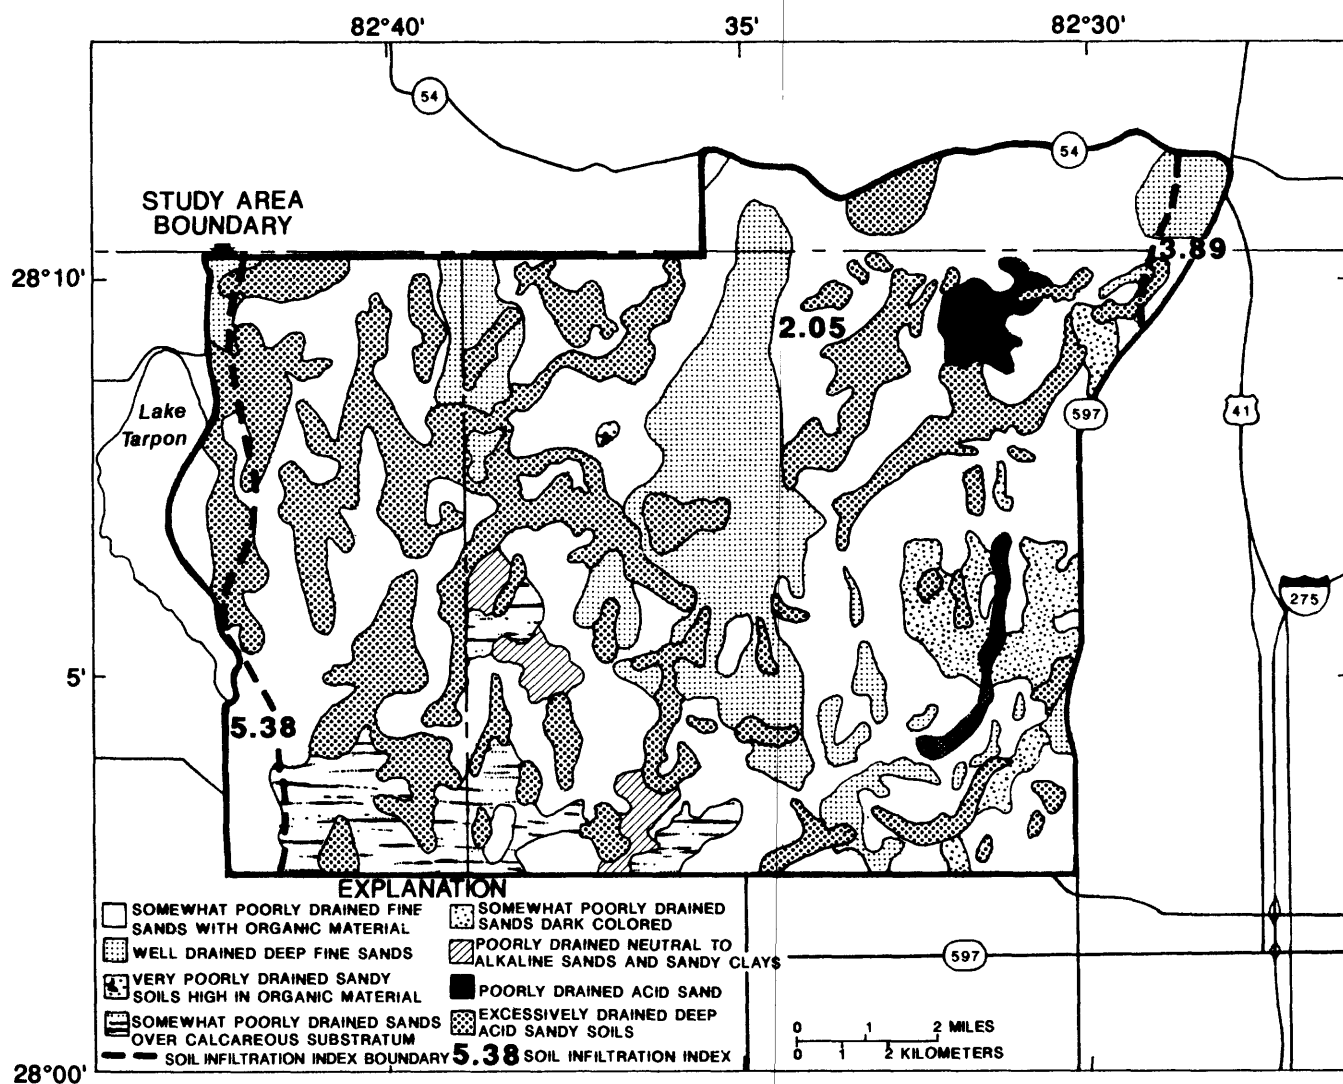 82°40'
35'
82°30'
54
54
STUDY AREA
BOUNDARY
3.89
28°10'
2.05
Lake
Tarpon
597
41
275
5'
5.38
EXPLANATION
SOMEWHAT POORLY DRAINED FINE
SANDS WITH ORGANIC MATERIAL
WELL DRAINED DEEP FINE SANDS
VERY POORLY DRAINED SANDY
SOILS HIGH IN ORGANIC MATERIAL
SOMEWHAT POORLY DRAINED SANDS
OVER CALCAREOUS SUBSTRATUM
SOIL INFILTRATION INDEX BOUNDARY
SOMEWHAT POORLY DRAINED
SANDS DARK COLORED
POORLY DRAINED NEUTRAL TO
ALKALINE SANDS AND SANDY CLAYS
POORLY DRAINED ACID SAND
EXCESSIVELY DRAINED DEEP
ACID SANDY SOILS
5.38 SOIL INFILTRATION INDEX
597
0 1 2 MILES
0 1 2 KILOMETERS
28°00'